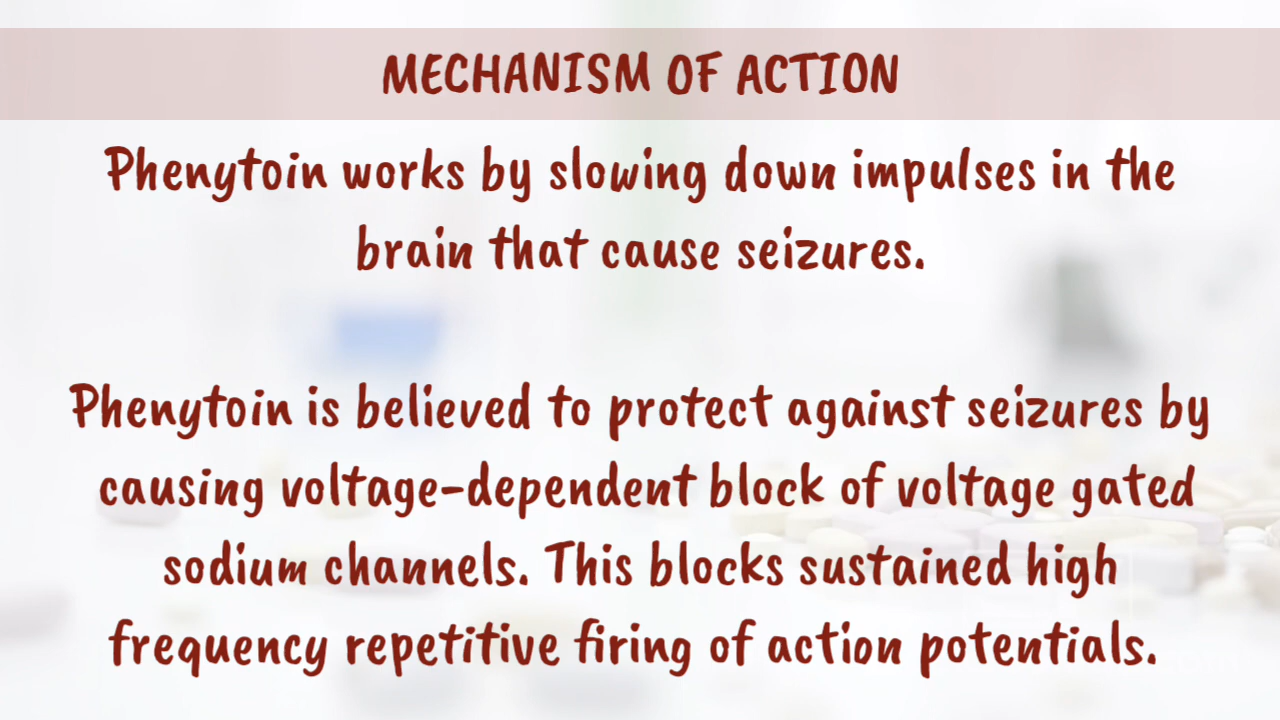 MECHANISM OF ACTION
Phenytoin works by slowing down impulses in the
brain that cause seizures.
Phenytoin is believed to protect against seizures by
causing voltage-dependent block of voltage gated
sodium channels. This blocks sustained high
frequency repetitive firing of action potentials.